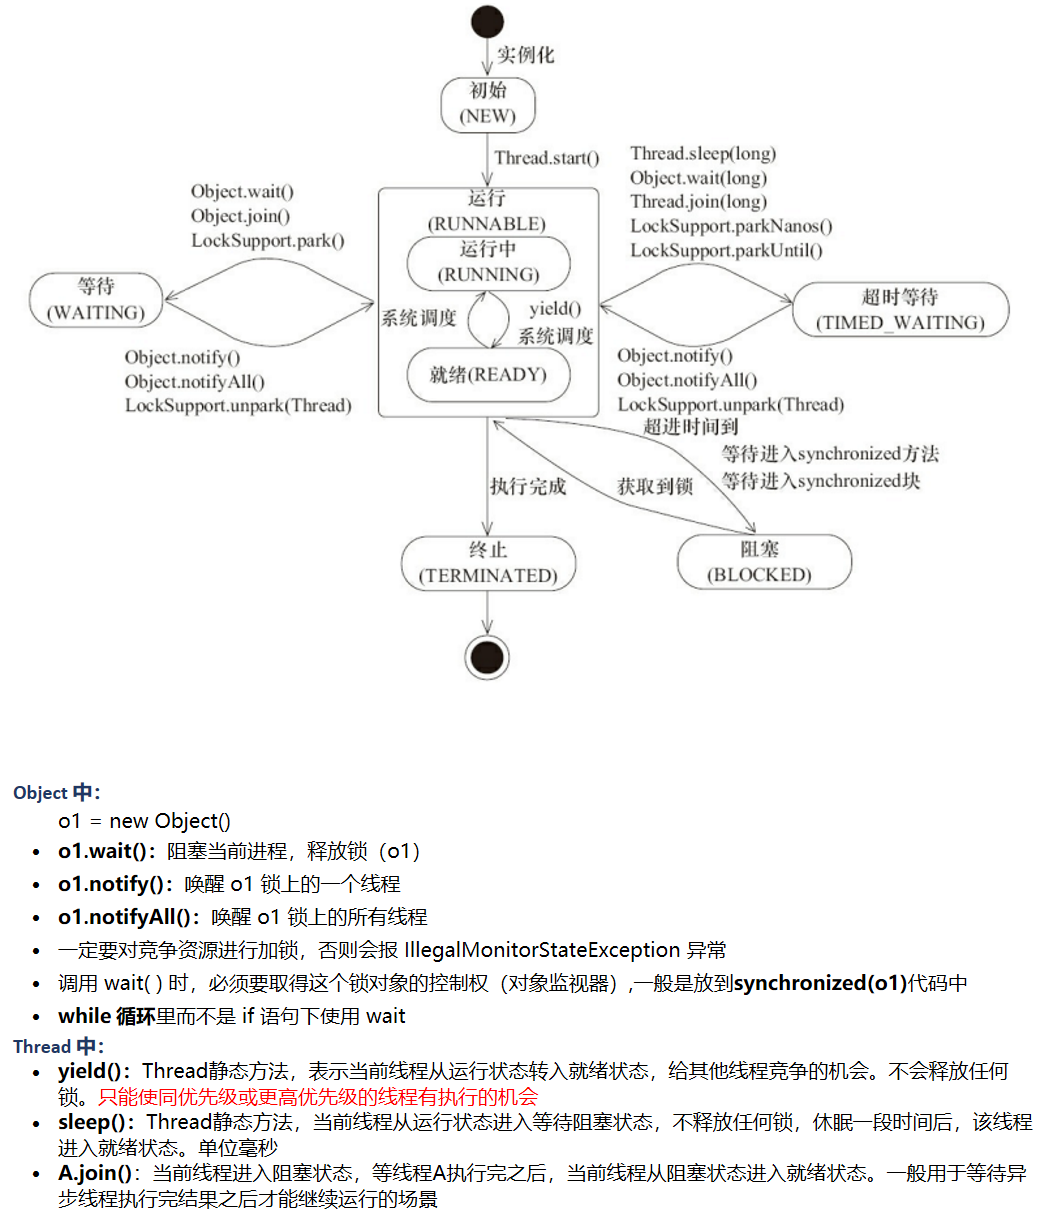 实例化
初始
(NEW)
Thread.start()
Object.wait()
Object.join()
LockSupport.park()
Thread.sleep(long)
Object.wait(long)
Thread.join(long)
LockSupport.parkNanos()
LockSupport.parkUntil()
运行
(RUNNABLE)
运行中
(RUNNING)
等待
(WAITING)
超时等待
(TIMED_WAITING)
系统调度
yield()
系统调度
就绪(READY)
Object.notify()
Object.notifyAll()
LockSupport.unpark(Thread)
Object.notify()
Object.notifyAll()
LockSupport.unpark(Thread)
超进时间到
等待进入synchronized方法
等待进入synchronized块
执行完成
获取到锁
终止
(TERMINATED)
阻塞
(BLOCKED)
Object 中：
o1 = new Object()
• o1.wait()：阻塞当前进程，释放锁（o1）
• o1.notify()：唤醒 o1 锁上的一个线程
• o1.notifyAll()：唤醒 o1 锁上的所有线程
• 一定要对竞争资源进行加锁，否则会报 IllegalMonitorStateException 异常
• 调用 wait( ) 时，必须要取得这个锁对象的控制权（对象监视器）,一般是放到synchronized(o1)代码中
• while 循环里而不是 if 语句下使用 wait
Thread 中：
• yield()：Thread静态方法，表示当前线程从运行状态转入就绪状态，给其他线程竞争的机会。不会释放任何
锁。只能使同优先级或更高优先级的线程有执行的机会
• sleep()：Thread静态方法，当前线程从运行状态进入等待阻塞状态，不释放任何锁，休眠一段时间后，该线程
进入就绪状态。单位毫秒
• A.join()：当前线程进入阻塞状态，等线程A执行完之后，当前线程从阻塞状态进入就绪状态。一般用于等待异
步线程执行完结果之后才能继续运行的场景